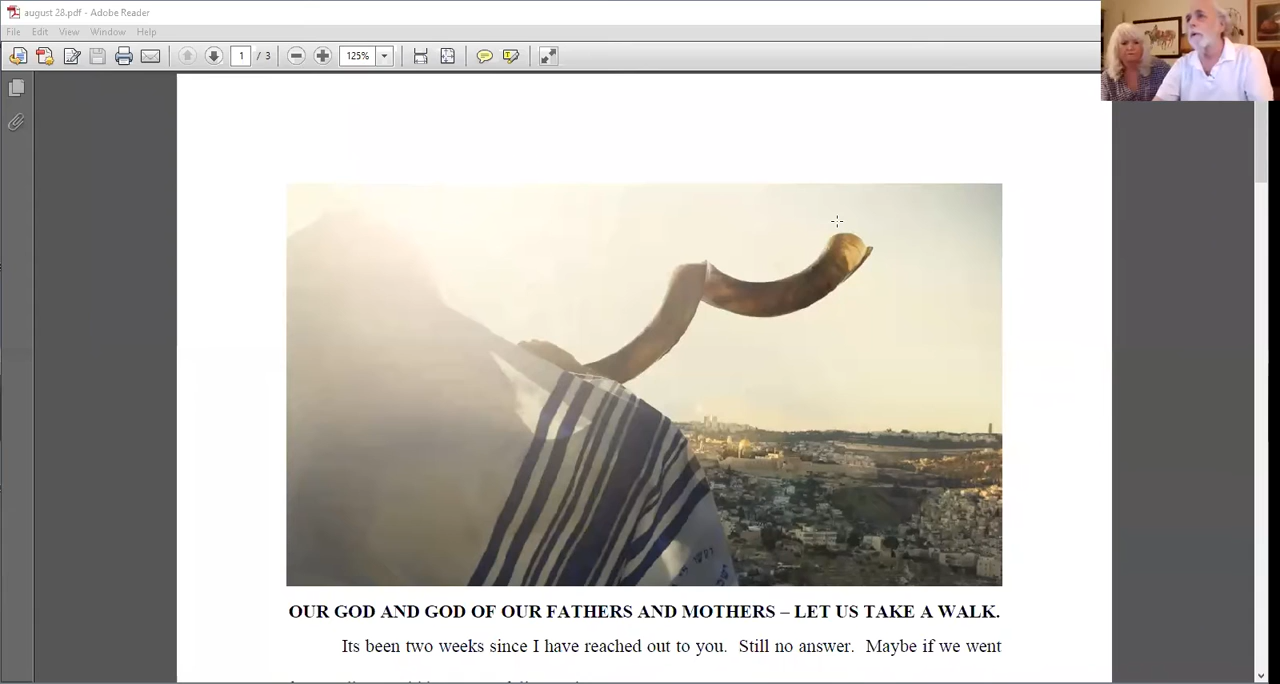 august 28.pdf - Adobe Reader
File Edit View Window Help
1 / 3 125%
OUR GOD AND GOD OF OUR FATHERS AND MOTHERS – LET US TAKE A WALK.
Its been two weeks since I have reached out to you. Still no answer. Maybe if we went